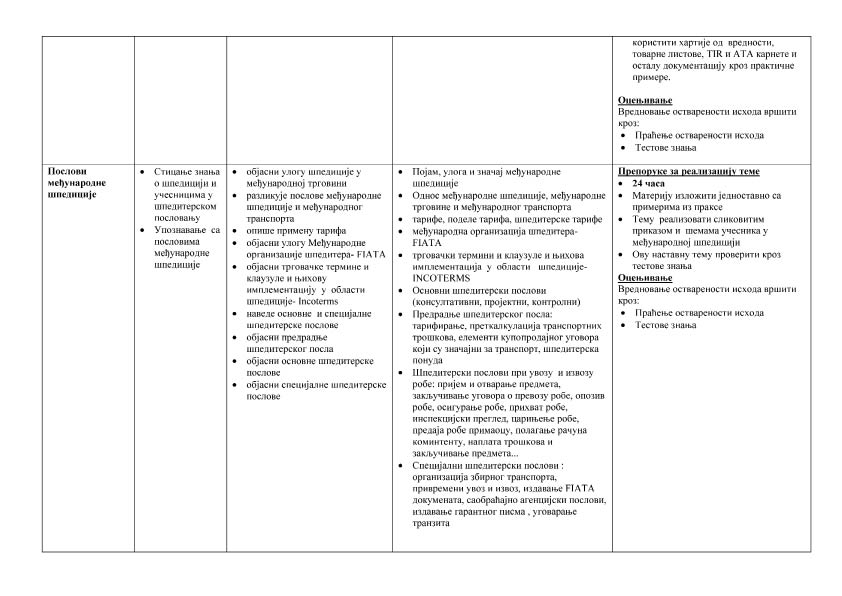 користити хартије од вредности,
товарне листове, TIR и АТА карнете и
осталу документацију кроз практичне
примере.
Оцењивање
Вредновање остварености исхода вршити
кроз:
• Праћење остварености исхода
• Тестове знања
Послови
међународне
шпедиције
• Стицање знања
о шпедицији и
учесницима у
шпедитерском
пословању
• Упознавање са
пословима
међународне
шпедиције
• објасни улогу шпедиције у
међународној трговини
• разликује послове међународне
шпедиције и међународног
транспорта
• опише примену тарифа
• објасни улогу Међународне
организације шпедитера- FIATA
• објасни трговачке термине и
клаузуле и њихову
имплементацију у области
шпедиције- Incoterms
• наведе основне и специјалне
шпедитерске послове
• објасни предрадње
шпедитерског посла
• објасни основне шпедитерске
послове
• објасни специјалне шпедитерске
послове
• Појам, улога и значај међународне
шпедиције
• Однос међународне шпедиције, међународне
трговине и међународног транспорта
• тарифе, поделе тарифа, шпедитерске тарифе
• међународна организација шпедитера-
FIATA
• трговачки термини и клаузуле и њихова
имплементација у области шпедиције-
INCOTERMS
• Основни шпедитерски послови
(консултативни, пројектни, контролни)
• Предрадње шпедитерског посла:
тарифирање, преткалкулација транспортних
трошкова, елементи купопродајног уговора
који су значајни за транспорт, шпедитерска
понуда
• Шпедитерски послови при увозу и извозу
робе: пријем и отварање предмета,
закључивање уговора о превозу робе, опозив
робе, осигурање робе, прихват робе,
инспекцијски преглед, царињење робе,
предаја робе примаоцу, полагање рачуна
коминтенту, наплата трошкова и
закључивање предмета...
• Специјални шпедитерски послови :
организација збирног транспорта,
привремени увоз и извоз, издавање FIATA
докумената, саобраћајно агенцијски послови,
издавање гарантног писма , уговарање
транзита
Препоруке за реализацију теме
• 24 часа
• Материју изложити једноставно са
примерима из праксе
• Тему реализовати сликовитим
приказом и шемама учесника у
међународној шпедицији
• Ову наставну тему проверити кроз
тестове знања
Оцењивање
Вредновање остварености исхода вршити
кроз:
• Праћење остварености исхода
• Тестове знања